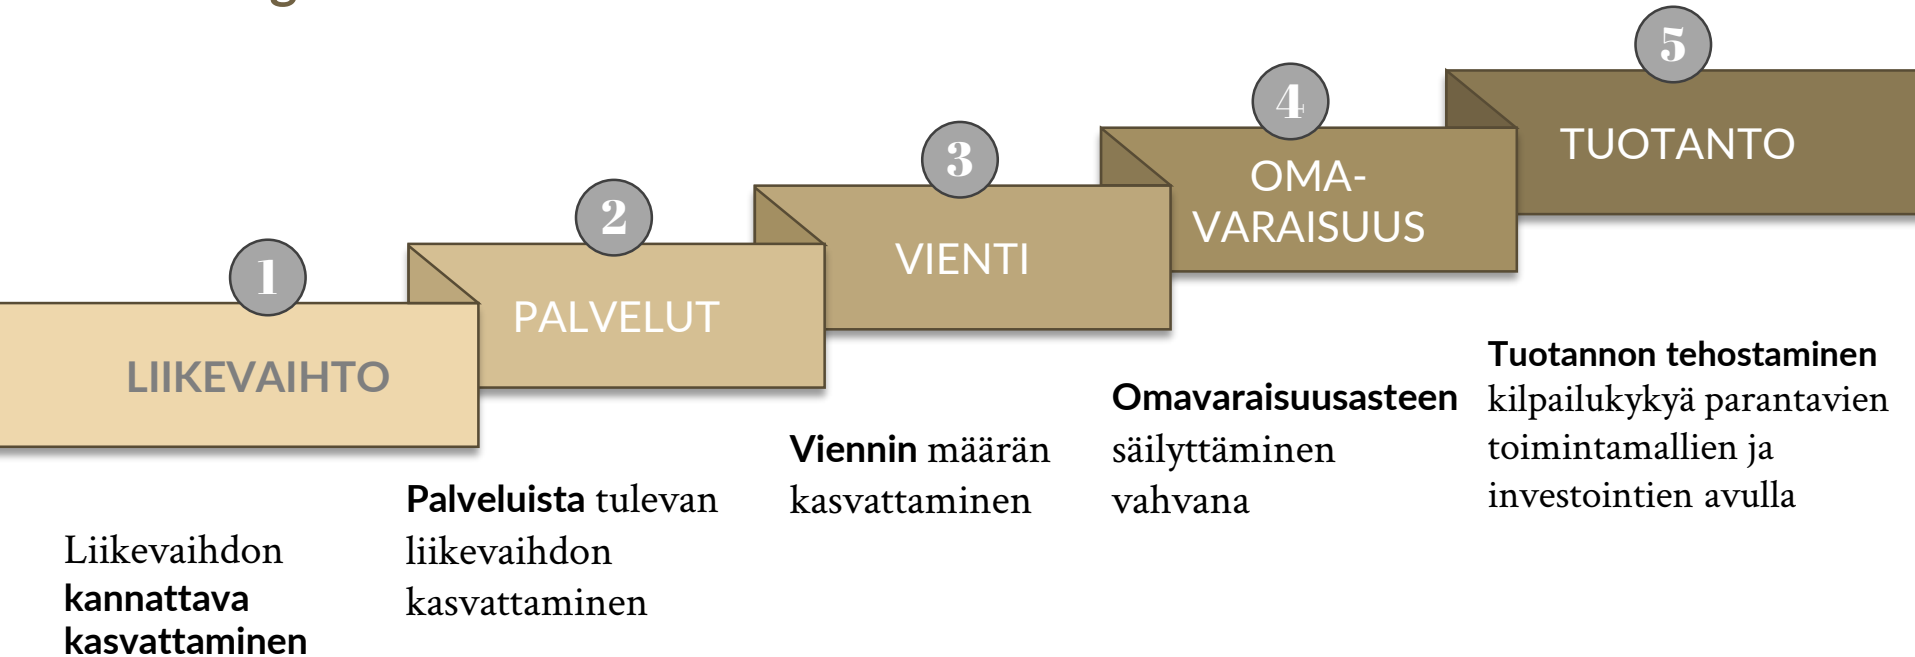 1
LIIKEVAIHTO
Liikevaihdon
kannattava
kasvattaminen
2
PALVELUT
Palveluista tulevan
liikevaihdon
kasvattaminen
3
VIENTI
Viennin määrän
kasvattaminen
4
OMA-
VARAISUUS
Omavaraisuusasteen
säilyttäminen
vahvana
5
TUOTANTO
Tuotannon tehostaminen
kilpailukykyä parantavien
toimintamallien ja
investointien avulla